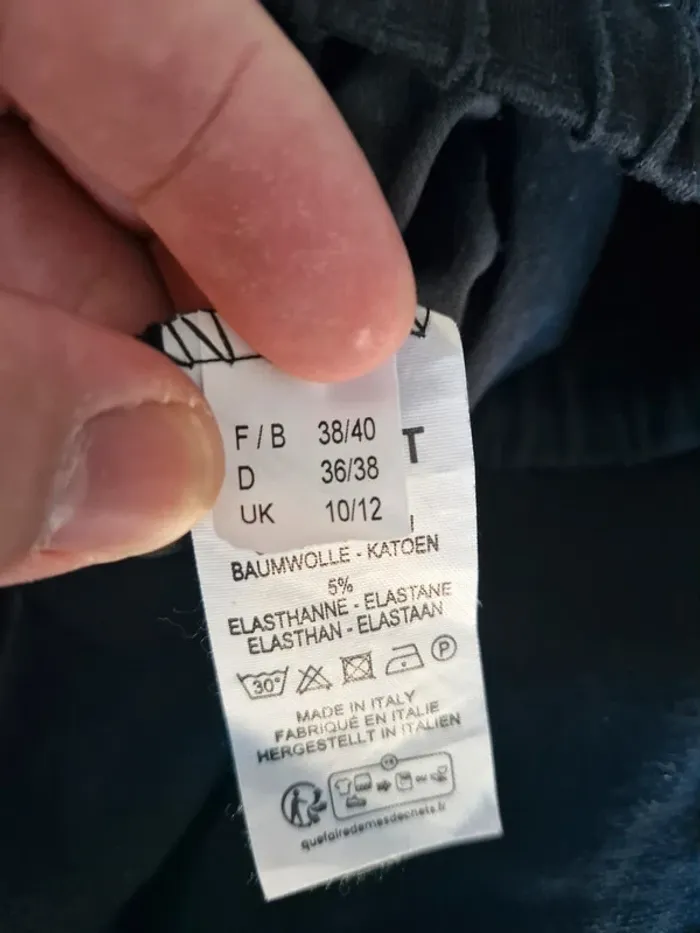 F / B 38/40
T
D 36/38
UK 10/12
BAUMWOLLE - KATOEN
5%
ELASTHANNE - ELASTANE
ELASTHAN - ELASTAAN
30°
P
MADE IN ITALY
FABRIQUÉ EN ITALIE
HERGESTELLT IN ITALIEN
quefairedemesdechets.fr